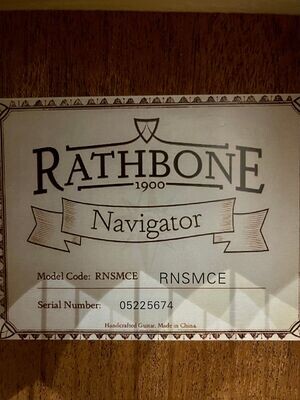 RATHBONE
1900
Navigator
Model Code: RNSMCE RNSMCE
Serial Number: 05225674
Handcrafted Guitar. Made in China.